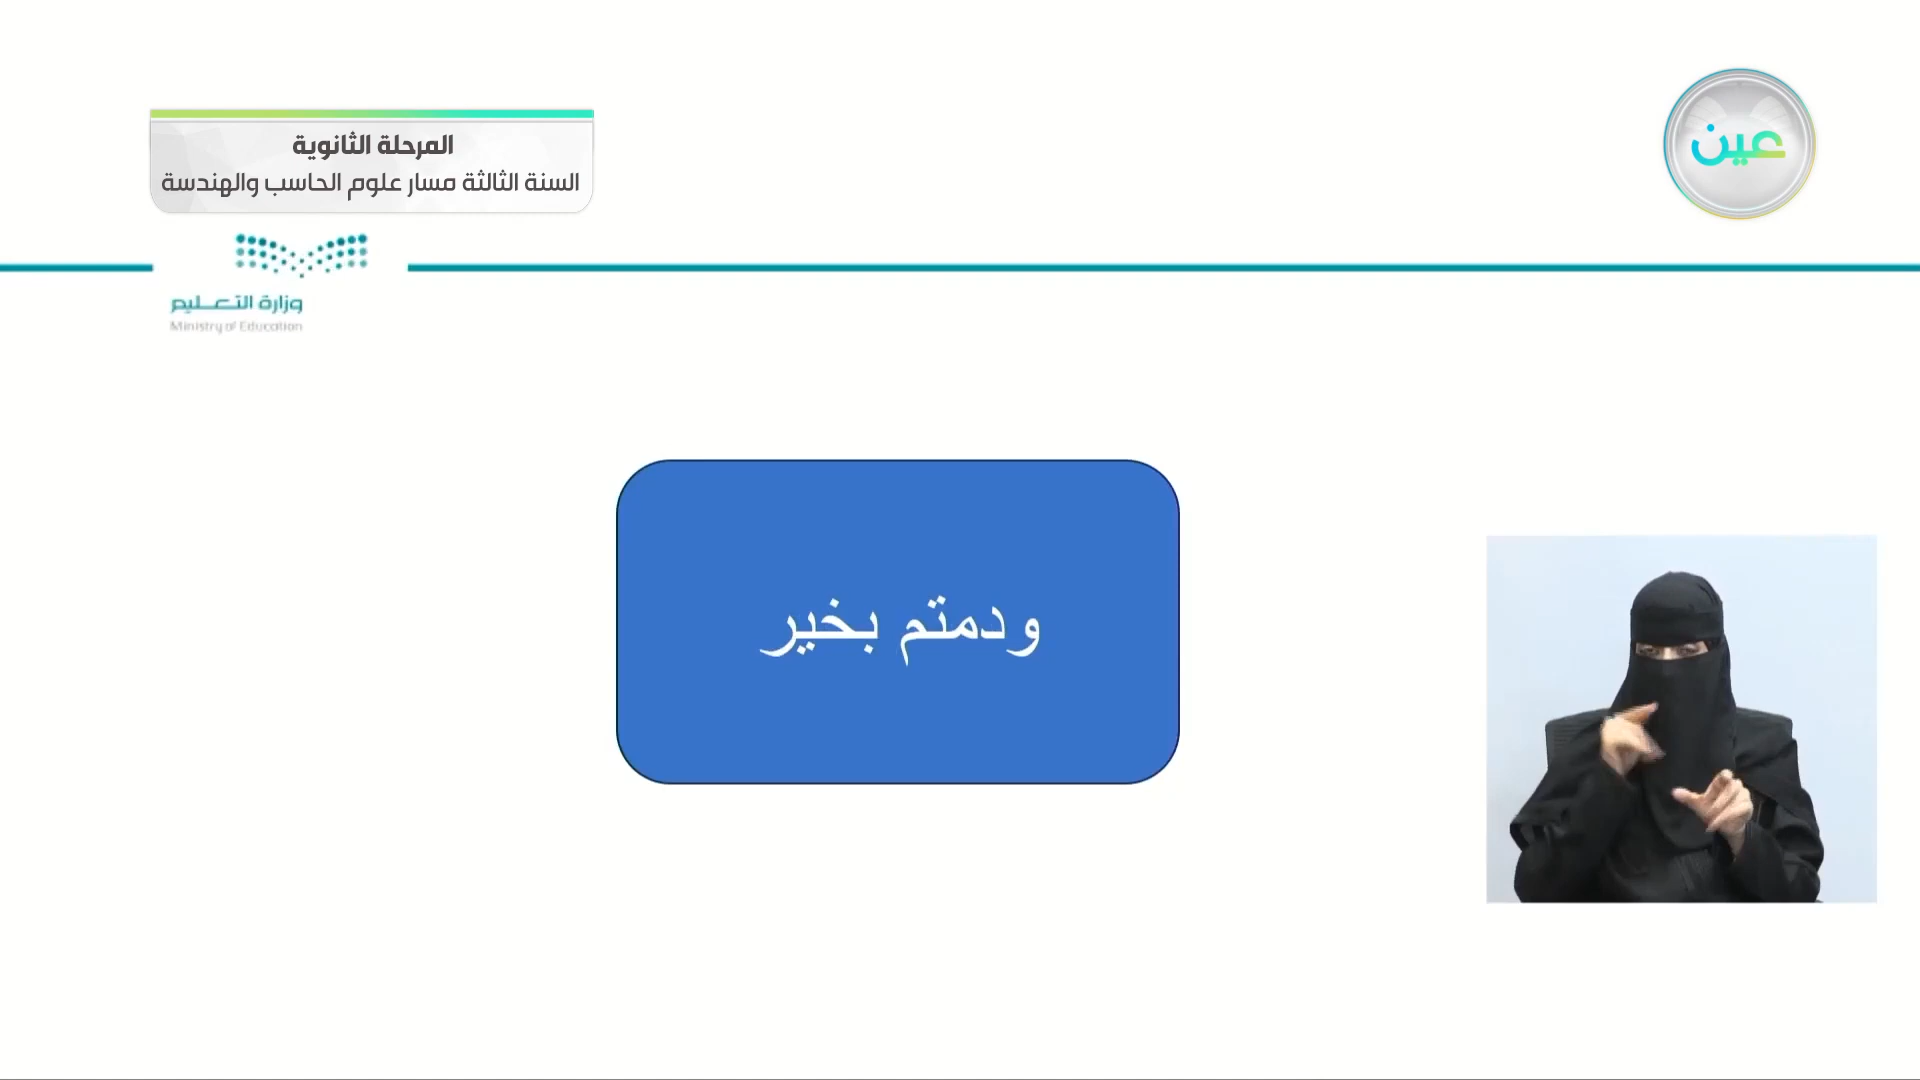 المرحلة الثانوية
السنة الثالثة مسار علوم الحاسب والهندسة
عين
وزارة التعليم
Ministry of Education
ودمتم بخير